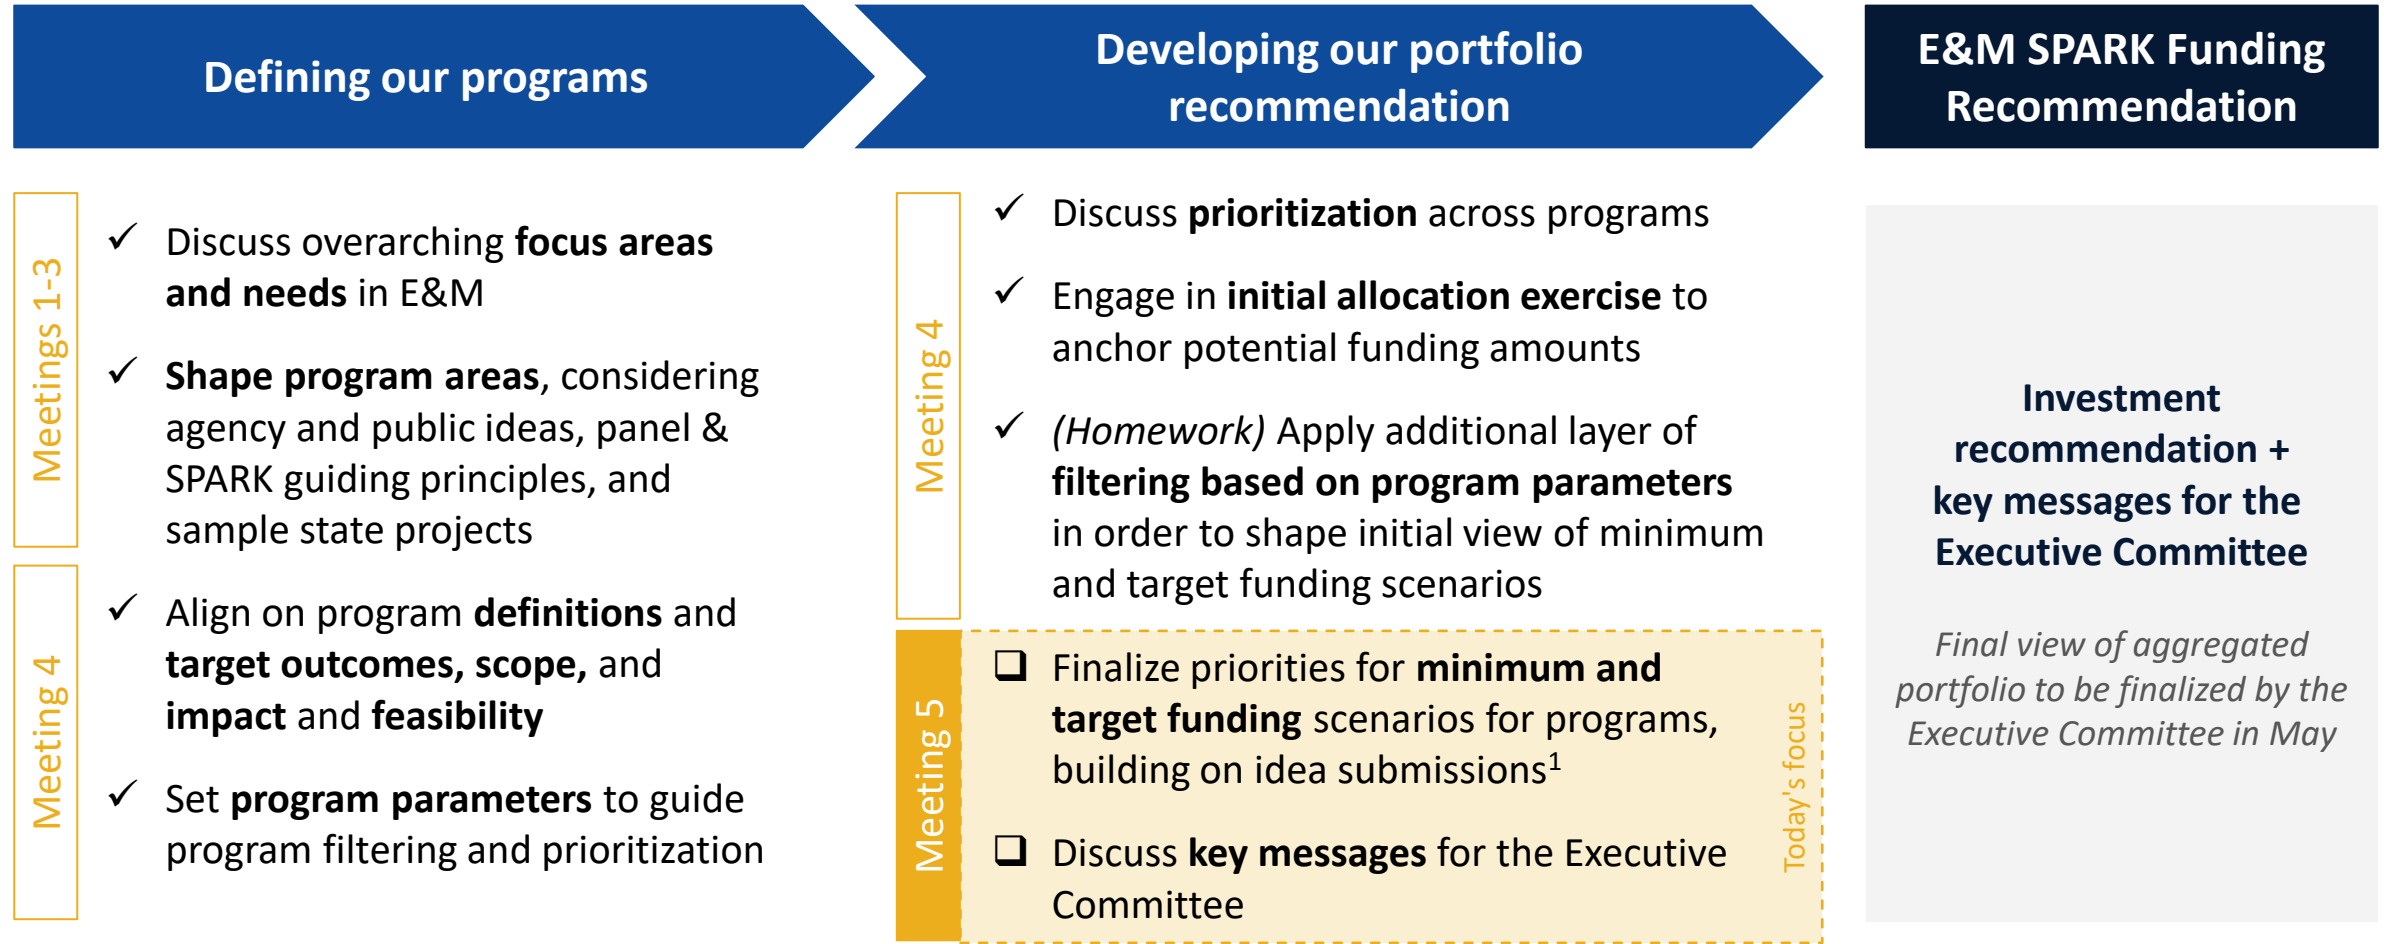 Defining our programs
Developing our portfolio
recommendation
E&M SPARK Funding
Recommendation
Meetings 1-3
✓ Discuss overarching focus areas
and needs in E&M
✓ Shape program areas, considering
agency and public ideas, panel &
SPARK guiding principles, and
sample state projects
Meeting 4
✓ Align on program definitions and
target outcomes, scope, and
impact and feasibility
✓ Set program parameters to guide
program filtering and prioritization
Meeting 4
✓ Discuss prioritization across programs
✓ Engage in initial allocation exercise to
anchor potential funding amounts
✓ (Homework) Apply additional layer of
filtering based on program parameters
in order to shape initial view of minimum
and target funding scenarios
Meeting 5
❑ Finalize priorities for minimum and
target funding scenarios for programs,
building on idea submissions¹
❑ Discuss key messages for the Executive
Committee
Today's focus
Investment
recommendation +
key messages for the
Executive Committee
Final view of aggregated
portfolio to be finalized by the
Executive Committee in May